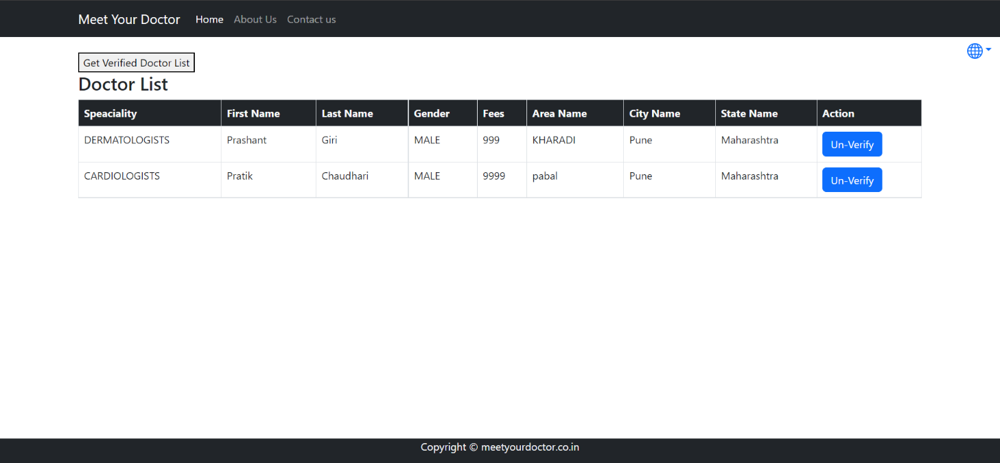 Meet Your Doctor Home About Us Contact us
Get Verified Doctor List
Doctor List
Speaciality First Name Last Name Gender Fees Area Name City Name State Name Action
DERMATOLOGISTS Prashant Giri MALE 999 KHARADI Pune Maharashtra Un-Verify
CARDIOLOGISTS Pratik Chaudhari MALE 9999 pabal Pune Maharashtra Un-Verify
Copyright © meetyourdoctor.co.in